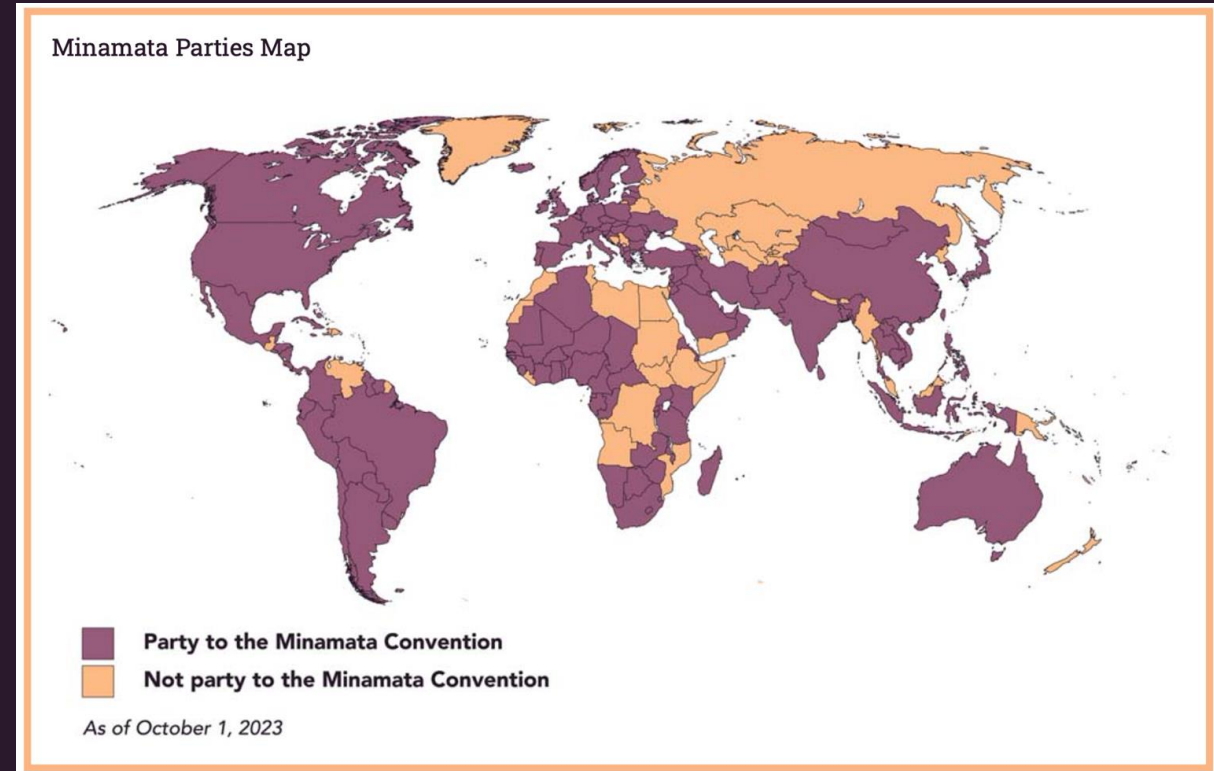 Minamata Parties Map
Party to the Minamata Convention
Not party to the Minamata Convention
As of October 1, 2023